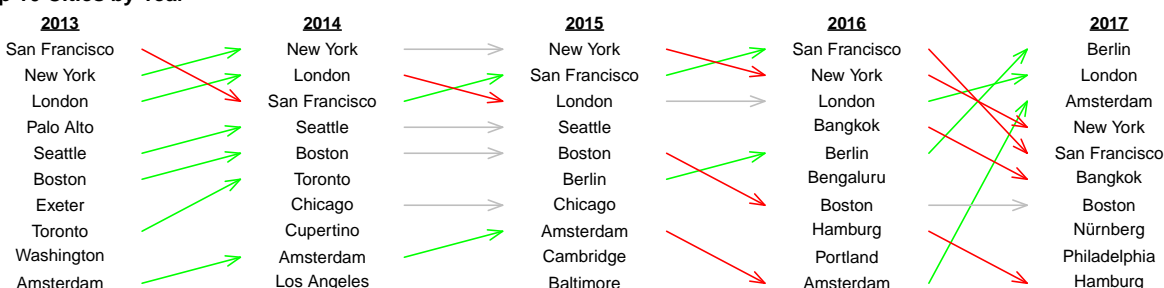 2013 2014 2015 2016 2017
San Francisco New York New York San Francisco Berlin
New York London San Francisco New York London
London San Francisco London London Amsterdam
Palo Alto Seattle Seattle Bangkok New York
Seattle Boston Boston Berlin San Francisco
Boston Toronto Berlin Bengaluru Bangkok
Exeter Chicago Chicago Boston Boston
Toronto Cupertino Amsterdam Hamburg Nürnberg
Washington Amsterdam Cambridge Portland Philadelphia
Amsterdam Los Angeles Baltimore Amsterdam Hamburg